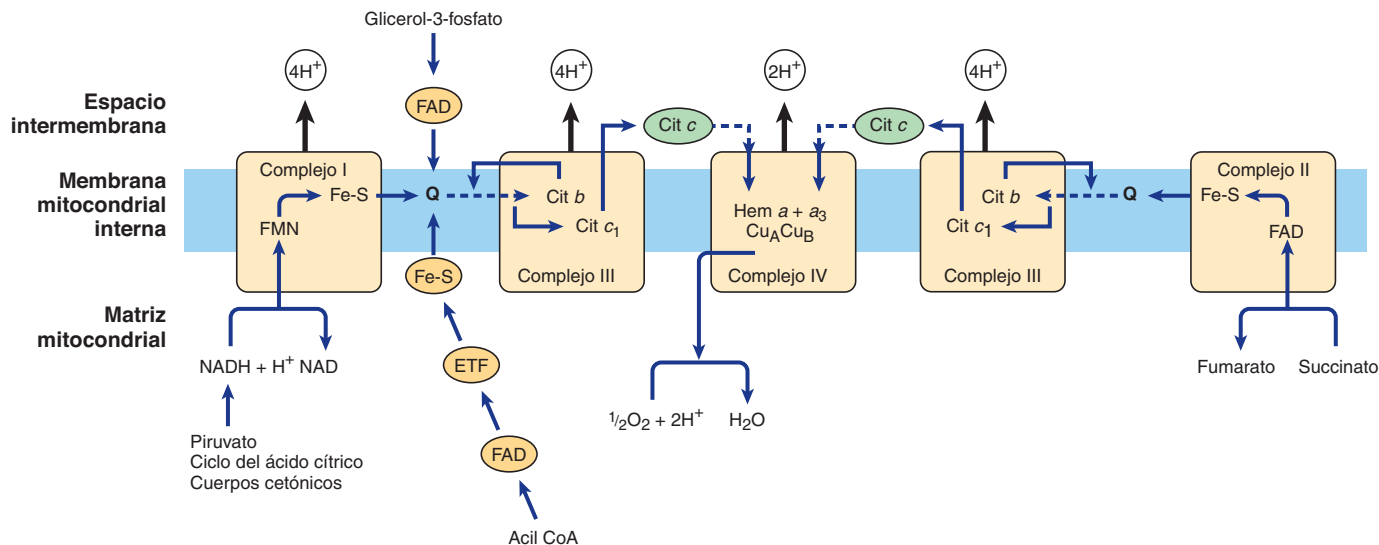 Glicerol-3-fosfato
4H⁺
4H⁺
2H⁺
4H⁺
Espacio
intermembrana
FAD
Cit c
Cit c
Membrana
mitocondrial
interna
Complejo I
Fe-S
FMN
Q
Cit b
Cit c₁
Complejo III
Hem a + a₃
Cu_A Cu_B
Complejo IV
Cit b
Cit c₁
Complejo III
Q
Complejo II
Fe-S
FAD
Fe-S
Matriz
mitocondrial
NADH + H⁺ NAD
ETF
Fumarato
Succinato
½O₂ + 2H⁺
H₂O
Piruvato
Ciclo del ácido cítrico
Cuerpos cetónicos
FAD
Acil CoA